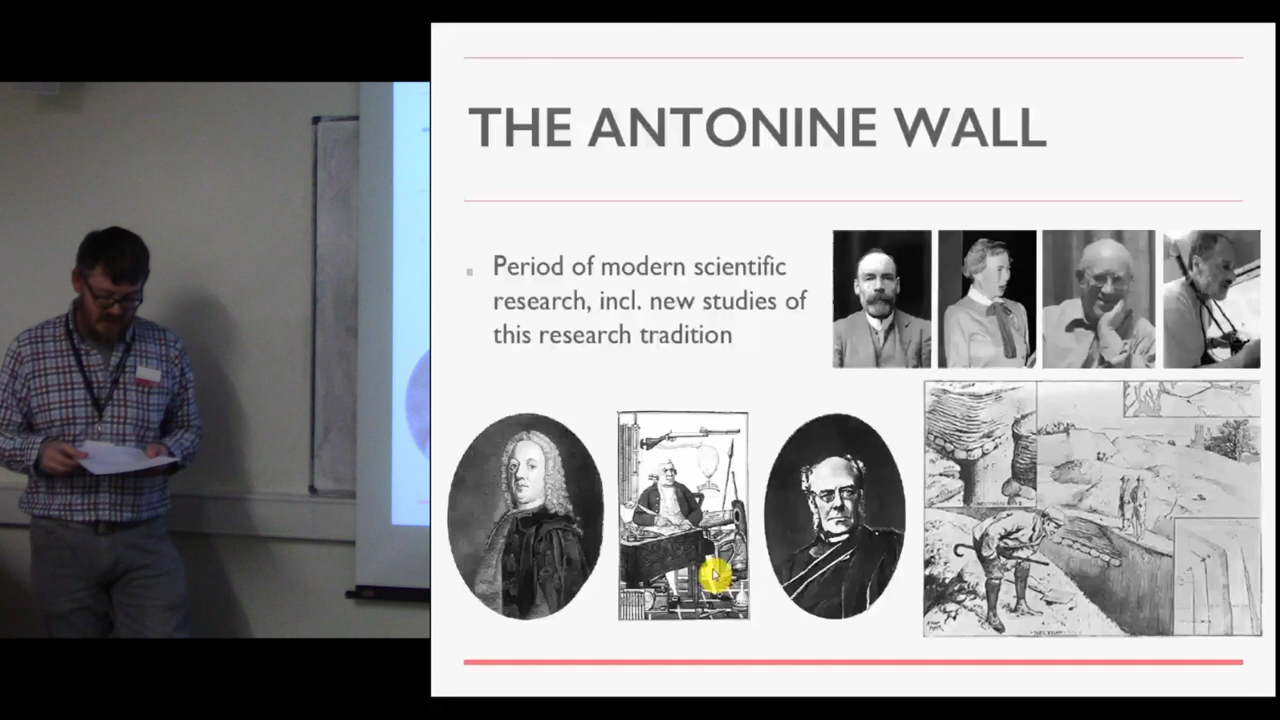 THE ANTONINE WALL
Period of modern scientific
research, incl. new studies of
this research tradition